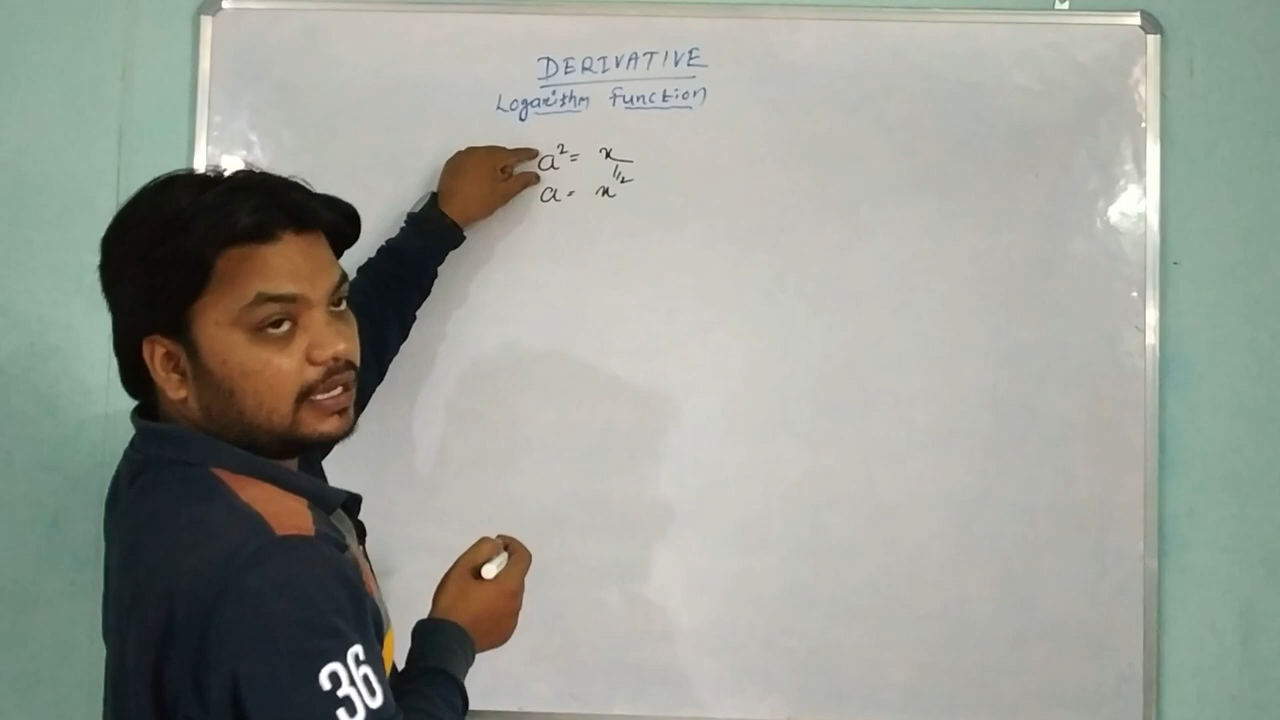 DERIVATIVE
Logarithm function
a² = x
a = x^1/2
36